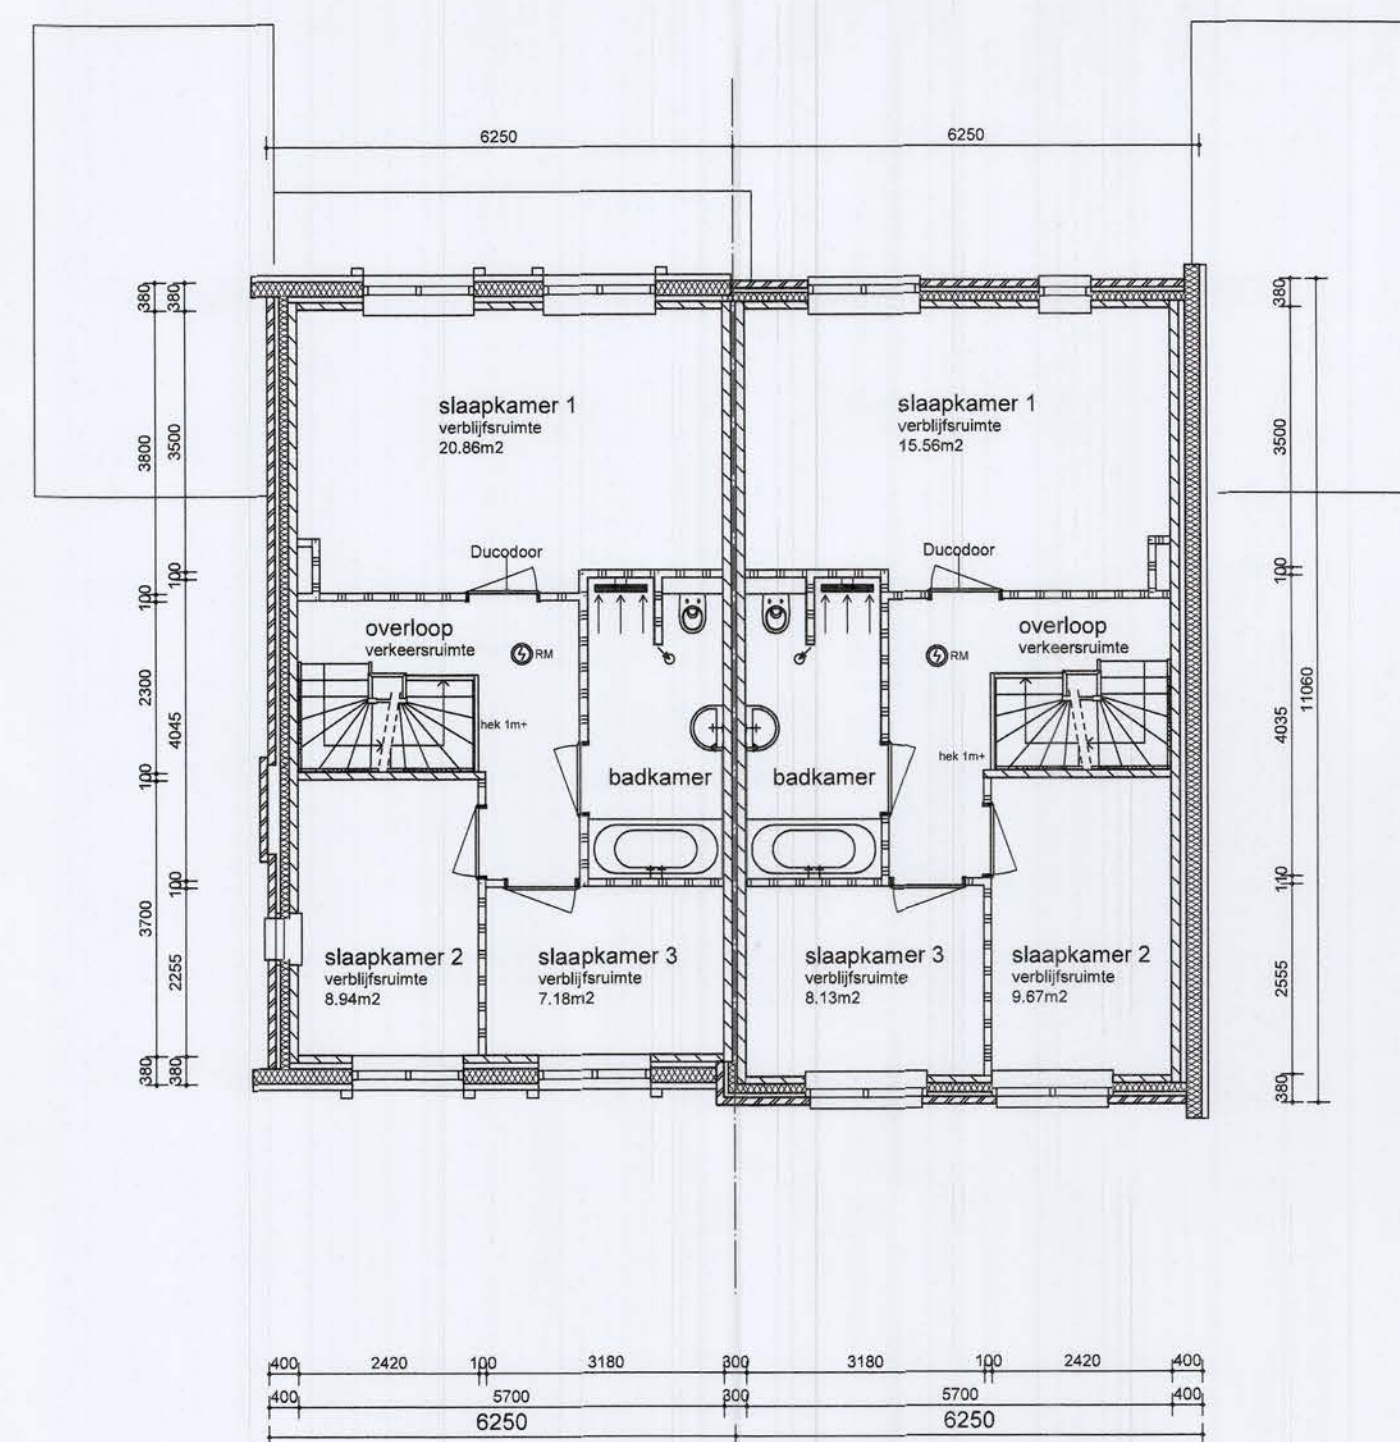 6250
6250
380
380
380
slaapkamer 1
verblijfsruimte
20.86m2
slaapkamer 1
verblijfsruimte
15.56m2
3800
3500
3500
Ducodoor
Ducodoor
100
100
100
overloop
verkeersruimte
RM
RM
overloop
verkeersruimte
2300
4045
hek 1m+
hek 1m+
4035
11060
100
badkamer
badkamer
100
3700
2255
slaapkamer 2
verblijfsruimte
8.94m2
slaapkamer 3
verblijfsruimte
7.18m2
slaapkamer 3
verblijfsruimte
8.13m2
slaapkamer 2
verblijfsruimte
9.67m2
2555
380
380
380
400 2420 100 3180 300 3180 100 2420 400
400 5700 300 5700 400
6250 6250